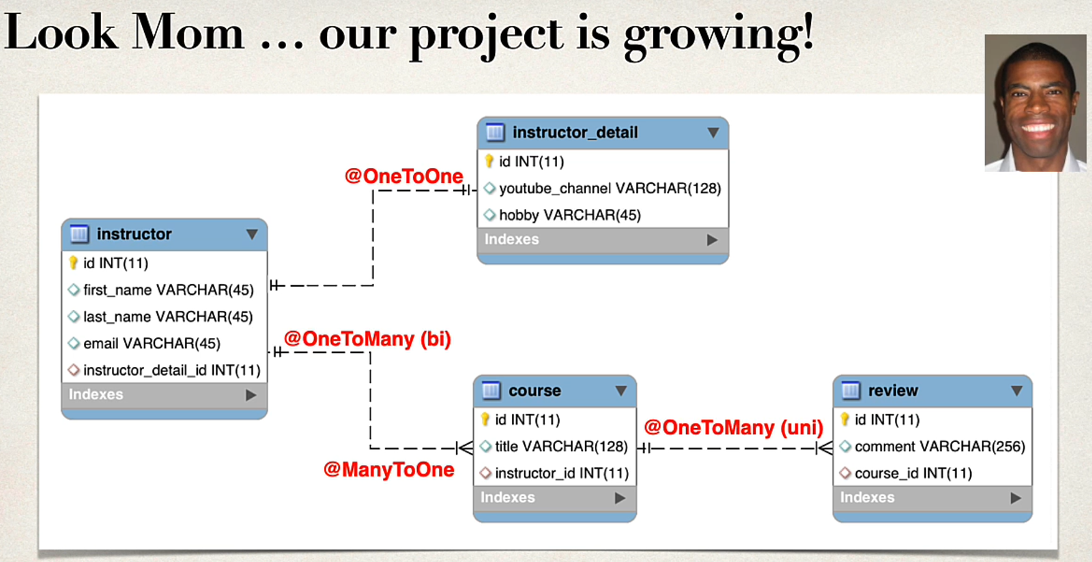 Look Mom … our project is growing!
instructor_detail
id INT(11)
youtube_channel VARCHAR(128)
hobby VARCHAR(45)
Indexes
@OneToOne
instructor
id INT(11)
first_name VARCHAR(45)
last_name VARCHAR(45)
email VARCHAR(45)
instructor_detail_id INT(11)
Indexes
@OneToMany (bi)
@ManyToOne
course
id INT(11)
title VARCHAR(128)
instructor_id INT(11)
Indexes
@OneToMany (uni)
review
id INT(11)
comment VARCHAR(256)
course_id INT(11)
Indexes